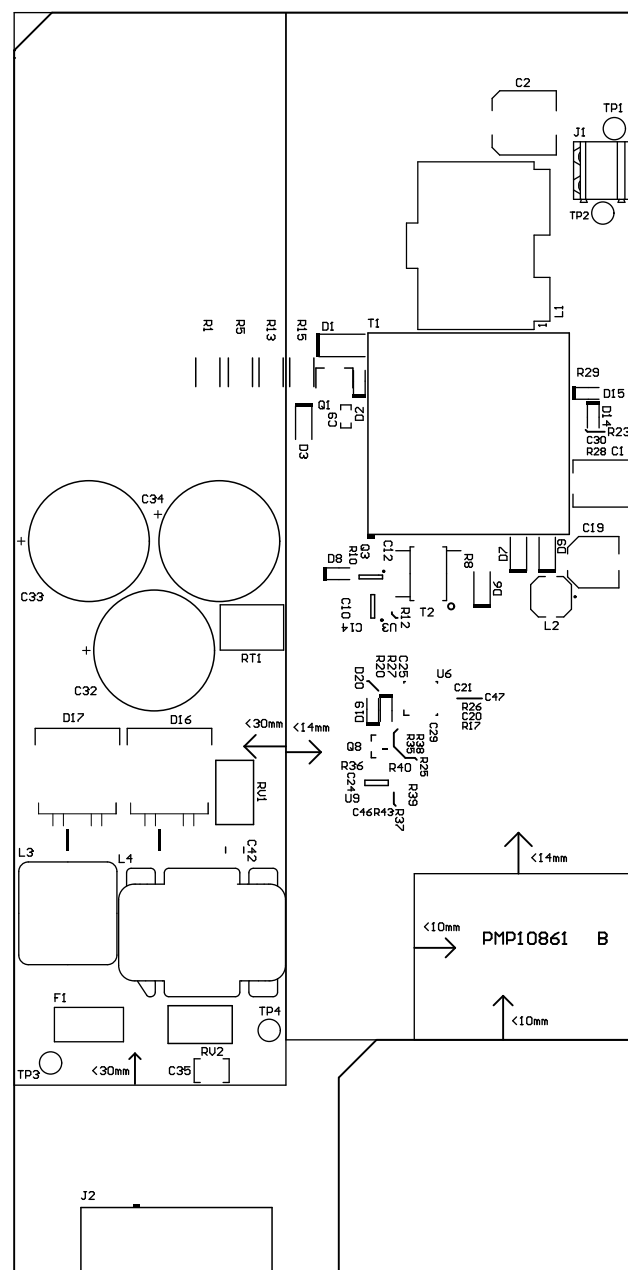 C2
TP1
J1
TP2
L1
1
R1
R5
R13
R15
D1
T1
R29
D15
Q1
C9
D2
D14
R23
C30
R28
C1
D3
C34
+
+
C33
D8
R10
Q3
C12
R8
D7
D9
C19
D6
C10
C14
U3
R12
T2
L2
RT1
+
C32
D20
R20
R27
C25
U6
C21
C47
R26
C20
R17
D17
D16
<30mm
<14mm
D19
C29
Q8
R35
R38
R36
R40
R25
C24
U9
R39
C46
R43
R37
RV1
L3
L4
C42
<14mm
<10mm
PMP10861 B
F1
TP4
<10mm
RV2
TP3
<30mm
C35
J2